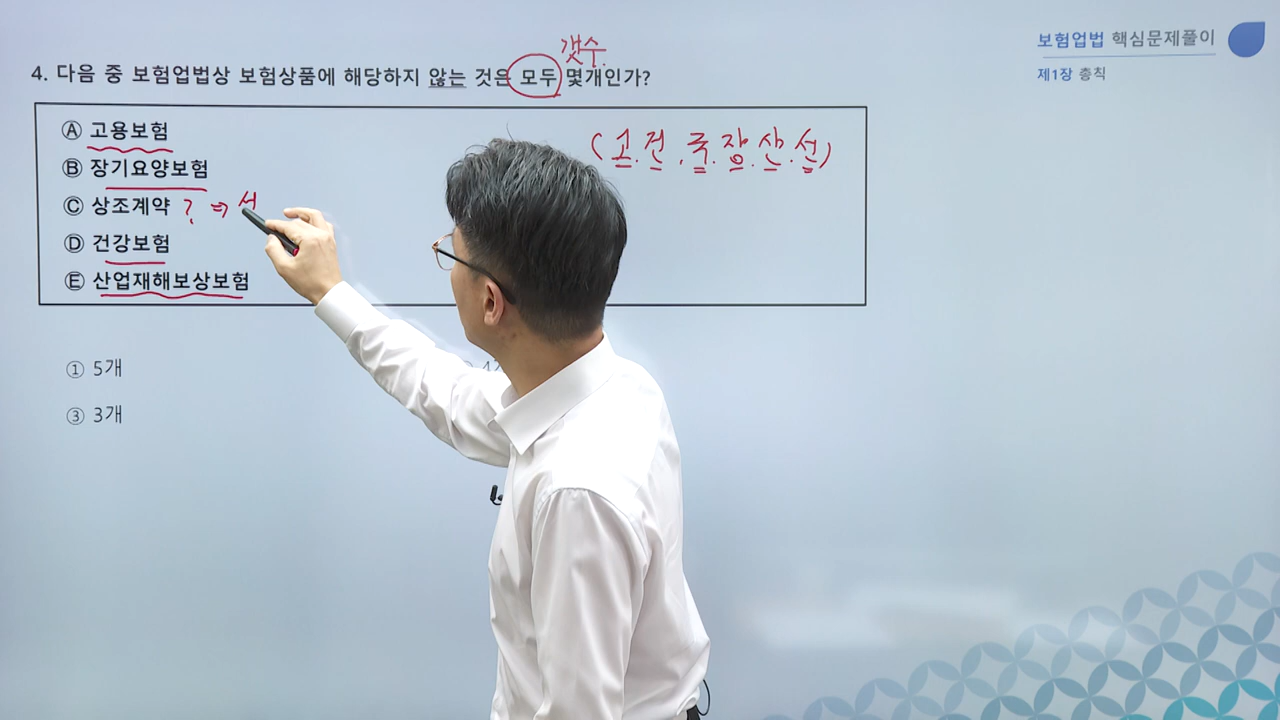 보험업법 핵심문제풀이
제1장 총칙
갯수.
4. 다음 중 보험업법상 보험상품에 해당하지 않는 것은 모두 몇개인가?
(고.건.국.장.산.선)
Ⓐ 고용보험
Ⓑ 장기요양보험
Ⓒ 상조계약 ? ⇒ 서
Ⓓ 건강보험
Ⓔ 산업재해보상보험
① 5개
③ 3개